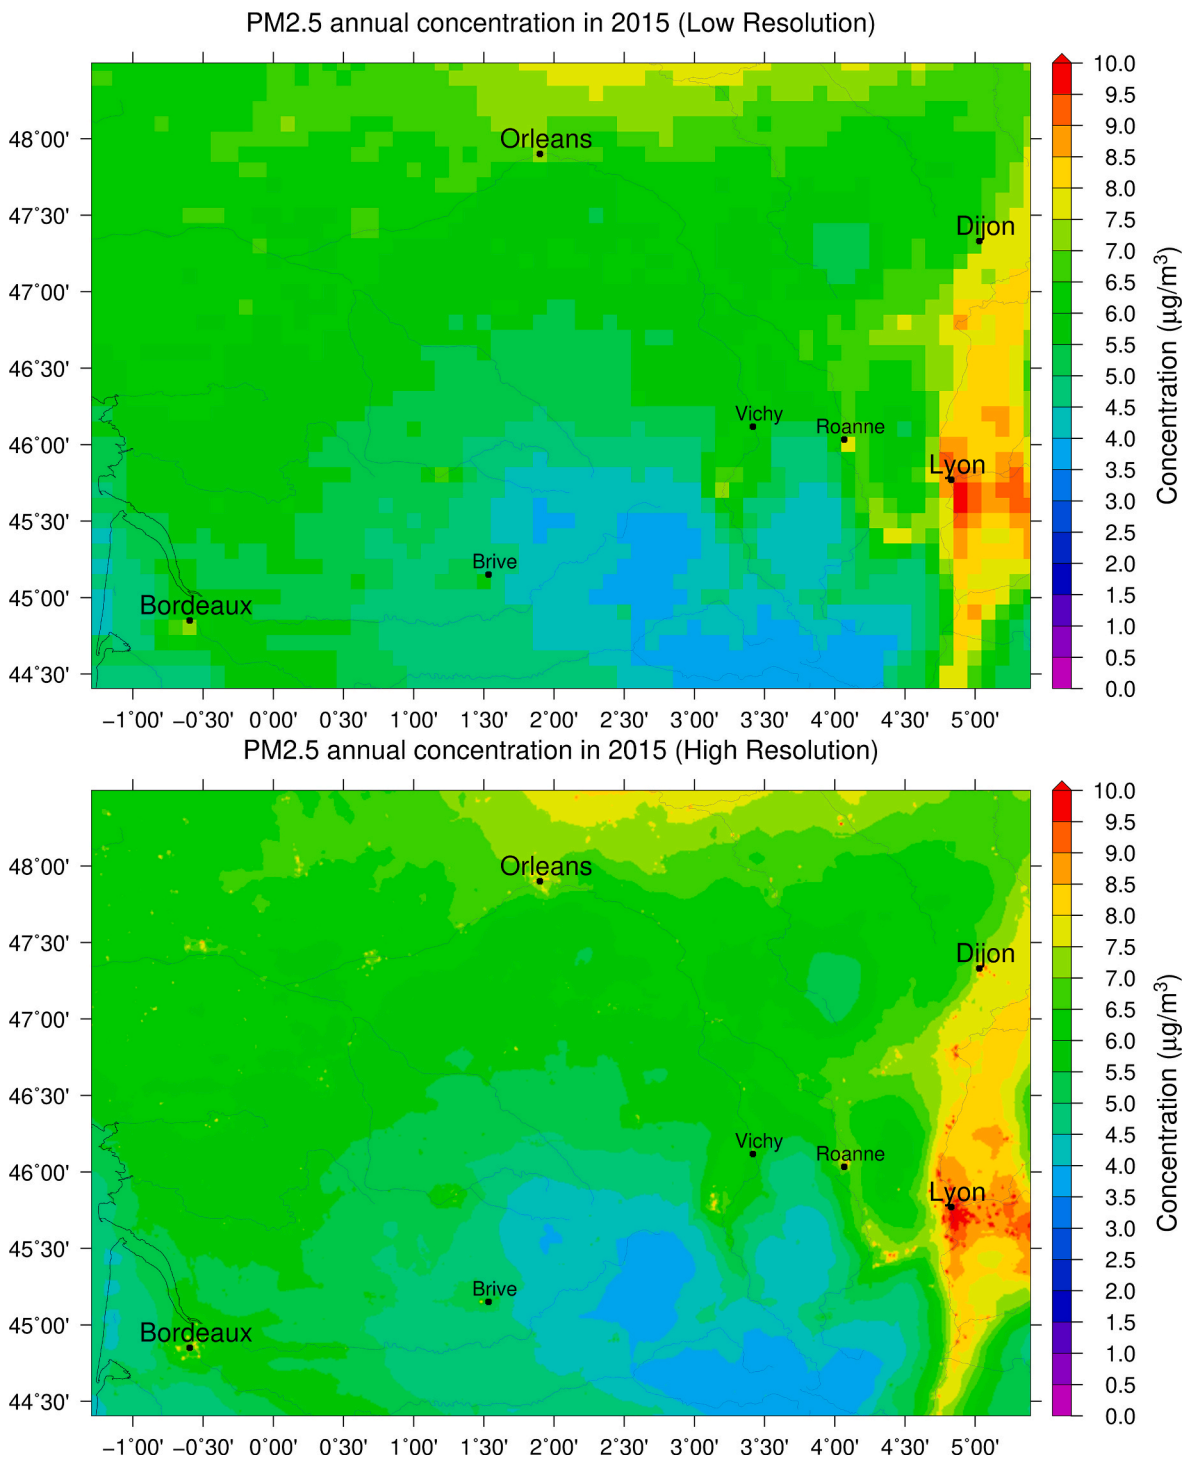 PM2.5 annual concentration in 2015 (Low Resolution)
48°00'
47°30'
47°00'
46°30'
46°00'
45°30'
45°00'
44°30'
Orleans
Dijon
Vichy
Roanne
Lyon
Brive
Bordeaux
−1°00' −0°30' 0°00' 0°30' 1°00' 1°30' 2°00' 2°30' 3°00' 3°30' 4°00' 4°30' 5°00'
10.0
9.5
9.0
8.5
8.0
7.5
7.0
6.5
6.0
5.5
5.0
4.5
4.0
3.5
3.0
2.5
2.0
1.5
1.0
0.5
0.0
Concentration (μg/m³)
PM2.5 annual concentration in 2015 (High Resolution)
48°00'
47°30'
47°00'
46°30'
46°00'
45°30'
45°00'
44°30'
Orleans
Dijon
Vichy
Roanne
Lyon
Brive
Bordeaux
−1°00' −0°30' 0°00' 0°30' 1°00' 1°30' 2°00' 2°30' 3°00' 3°30' 4°00' 4°30' 5°00'
10.0
9.5
9.0
8.5
8.0
7.5
7.0
6.5
6.0
5.5
5.0
4.5
4.0
3.5
3.0
2.5
2.0
1.5
1.0
0.5
0.0
Concentration (μg/m³)